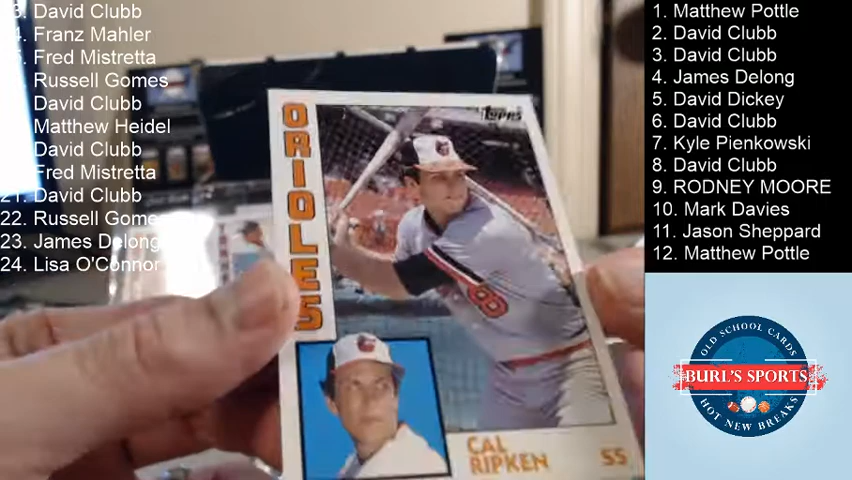 3. David Clubb
4. Franz Mahler
5. Fred Mistretta
Russell Gomes
David Clubb
Matthew Heidel
David Clubb
Fred Mistretta
21. David Clubb
22. Russell Gomes
23. James Delong
24. Lisa O'Connor
ORIOLES
Topps
8
CAL
RIPKEN
SS
1. Matthew Pottle
2. David Clubb
3. David Clubb
4. James Delong
5. David Dickey
6. David Clubb
7. Kyle Pienkowski
8. David Clubb
9. RODNEY MOORE
10. Mark Davies
11. Jason Sheppard
12. Matthew Pottle
OLD SCHOOL CARDS
BURL'S SPORTS
HOT NEW BREAKS